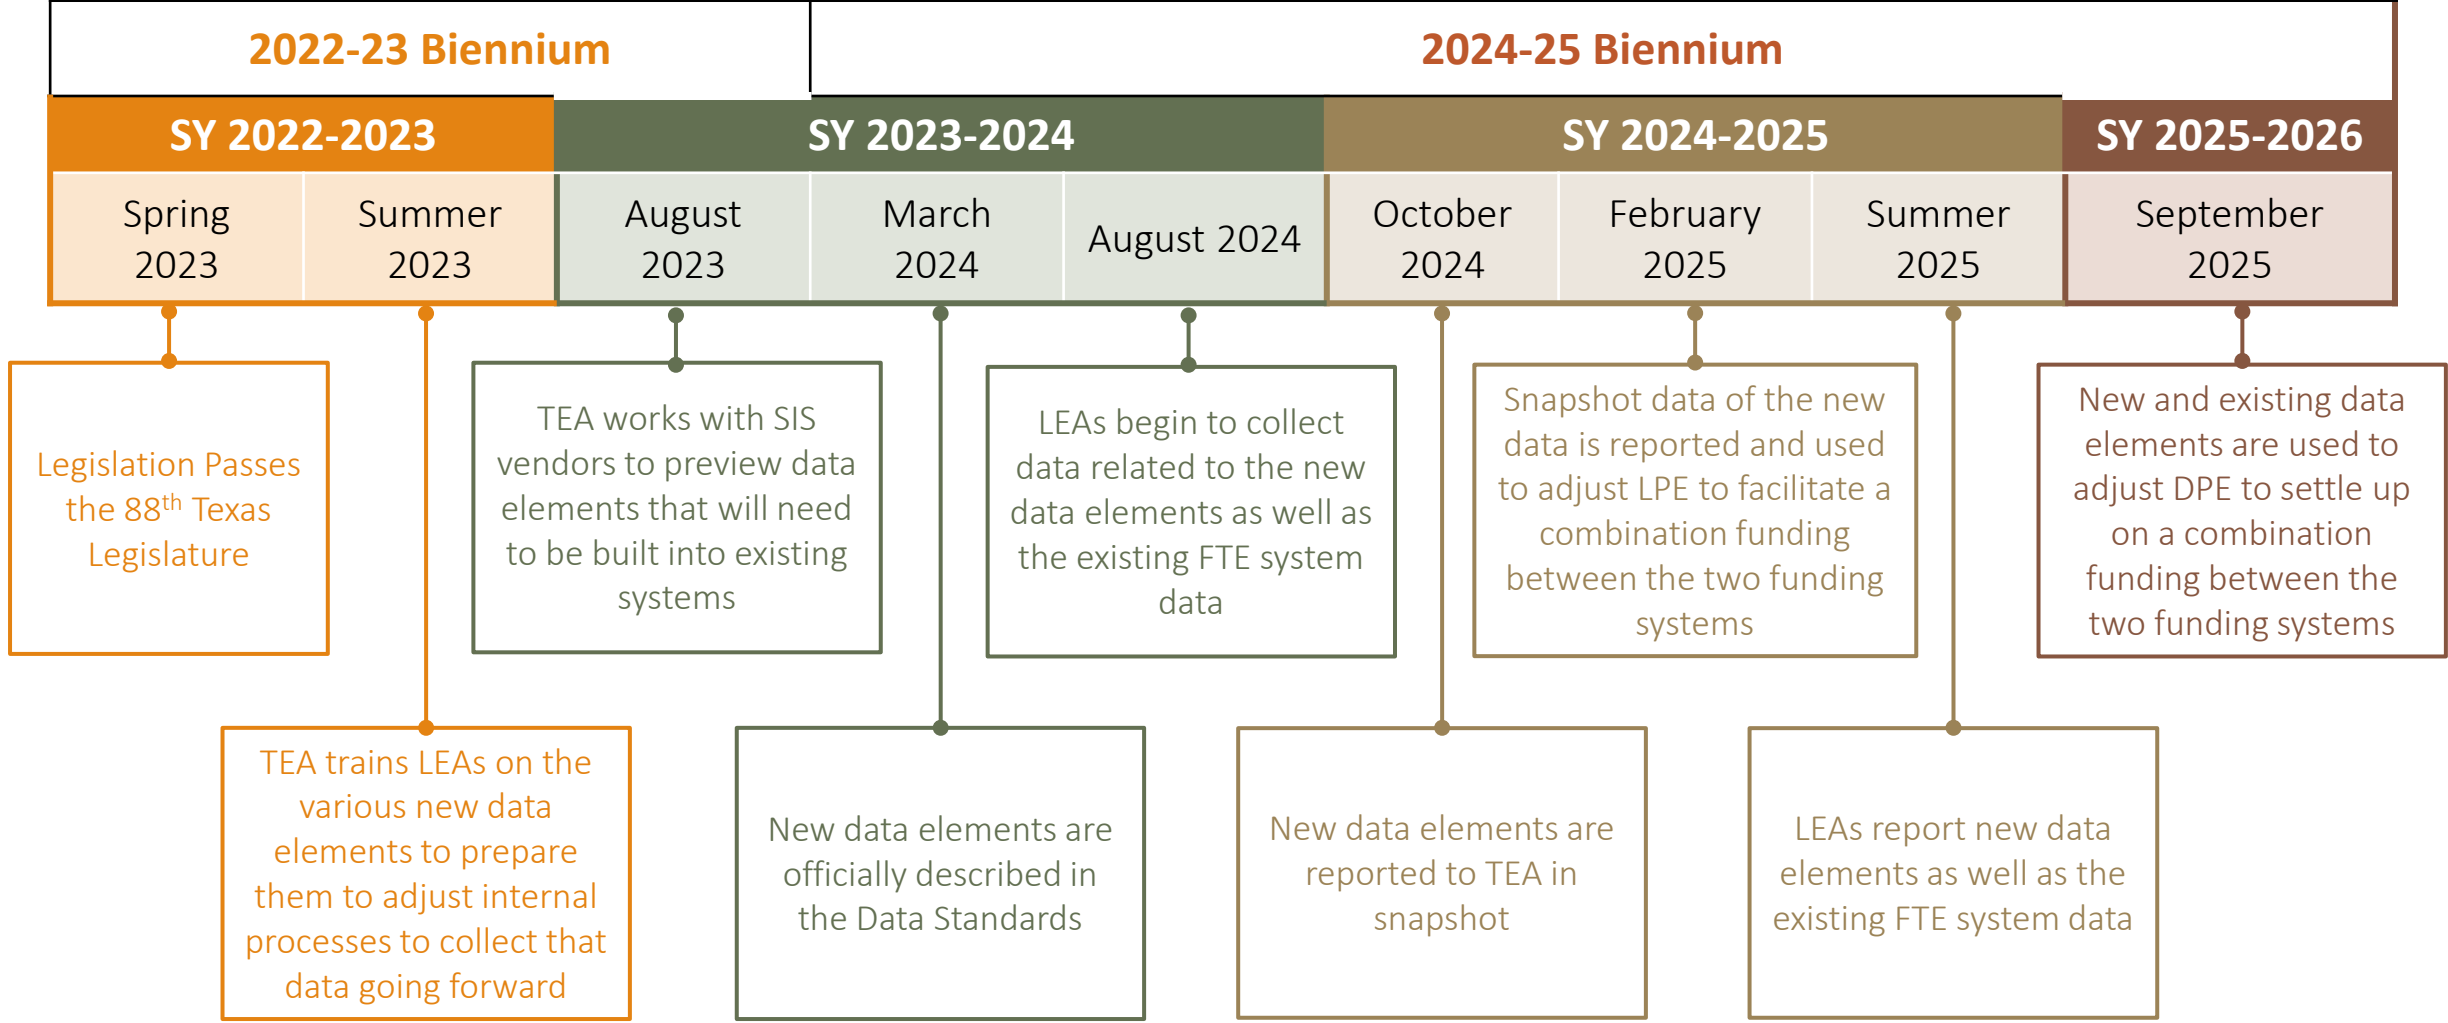 2022-23 Biennium
2024-25 Biennium
SY 2022-2023
SY 2023-2024
SY 2024-2025
SY 2025-2026
Spring
2023
Summer
2023
August
2023
March
2024
August 2024
October
2024
February
2025
Summer
2025
September
2025
Legislation Passes
the 88th Texas
Legislature
TEA works with SIS
vendors to preview data
elements that will need
to be built into existing
systems
LEAs begin to collect
data related to the new
data elements as well as
the existing FTE system
data
Snapshot data of the new
data is reported and used
to adjust LPE to facilitate a
combination funding
between the two funding
systems
New and existing data
elements are used to
adjust DPE to settle up
on a combination
funding between the
two funding systems
TEA trains LEAs on the
various new data
elements to prepare
them to adjust internal
processes to collect that
data going forward
New data elements are
officially described in
the Data Standards
New data elements are
reported to TEA in
snapshot
LEAs report new data
elements as well as the
existing FTE system data